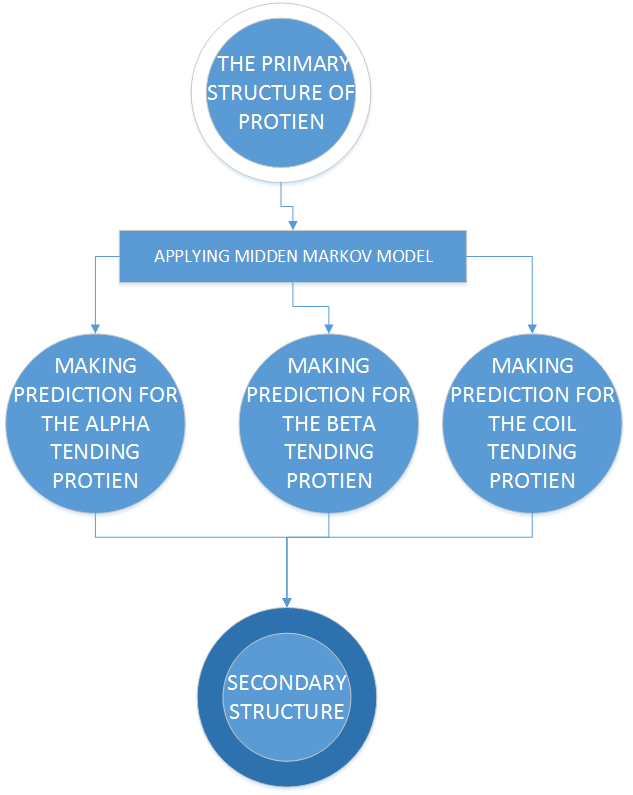 THE PRIMARY
STRUCTURE OF
PROTIEN
APPLYING MIDDEN MARKOV MODEL
MAKING
PREDICTION FOR
THE ALPHA
TENDING
PROTIEN
MAKING
PREDICTION FOR
THE BETA
TENDING
PROTIEN
MAKING
PREDICTION FOR
THE COIL
TENDING
PROTIEN
SECONDARY
STRUCTURE